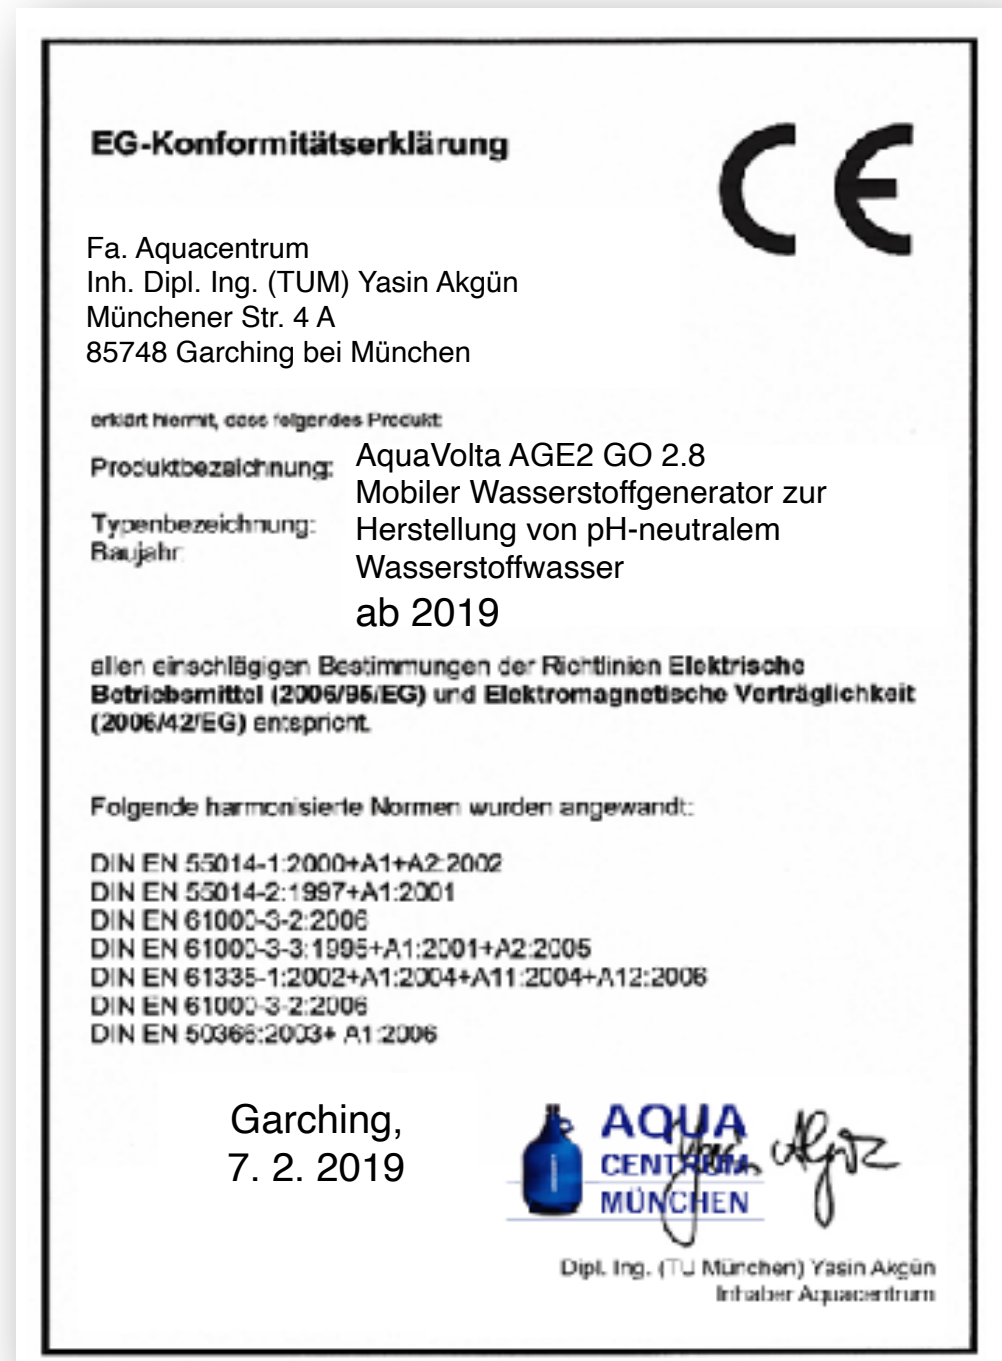 EG-Konformitätserklärung
CE
Fa. Aquacentrum
Inh. Dipl. Ing. (TUM) Yasin Akgün
Münchener Str. 4 A
85748 Garching bei München
erklärt hiermit, dass folgendes Produkt:
Produktbezeichnung: AquaVolta AGE2 GO 2.8
Mobiler Wasserstoffgenerator zur
Typenbezeichnung: Herstellung von pH-neutralem
Baujahr: Wasserstoffwasser
ab 2019
allen einschlägigen Bestimmungen der Richtlinien Elektrische
Betriebsmittel (2006/95/EG) und Elektromagnetische Verträglichkeit
(2006/42/EG) entspricht.
Folgende harmonisierte Normen wurden angewandt:
DIN EN 55014-1:2000+A1+A2:2002
DIN EN 55014-2:1997+A1:2001
DIN EN 61000-3-2:2006
DIN EN 61000-3-3:1995+A1:2001+A2:2005
DIN EN 61335-1:2002+A1:2004+A11:2004+A12:2006
DIN EN 61000-3-2:2006
DIN EN 50366:2003+ A1:2006
Garching,
7. 2. 2019
AQUA
CENTRUM
MÜNCHEN
Yasin Akgün
Dipl. Ing. (TU München) Yasin Akgün
Inhaber Aquacentrum